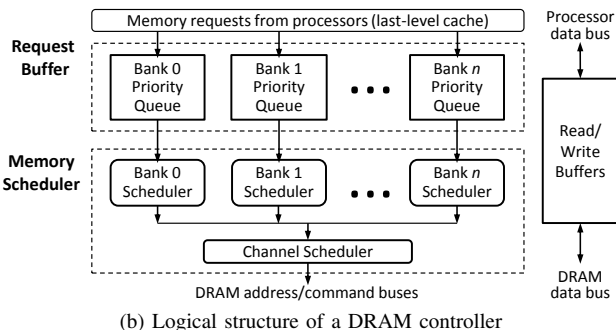 Memory requests from processors (last-level cache)
Request
Buffer
Bank 0
Priority
Queue
Bank 1
Priority
Queue
• • •
Bank n
Priority
Queue
Memory
Scheduler
Bank 0
Scheduler
Bank 1
Scheduler
• • •
Bank n
Scheduler
Channel Scheduler
DRAM address/command buses
Processor
data bus
Read/
Write
Buffers
DRAM
data bus
(b) Logical structure of a DRAM controller